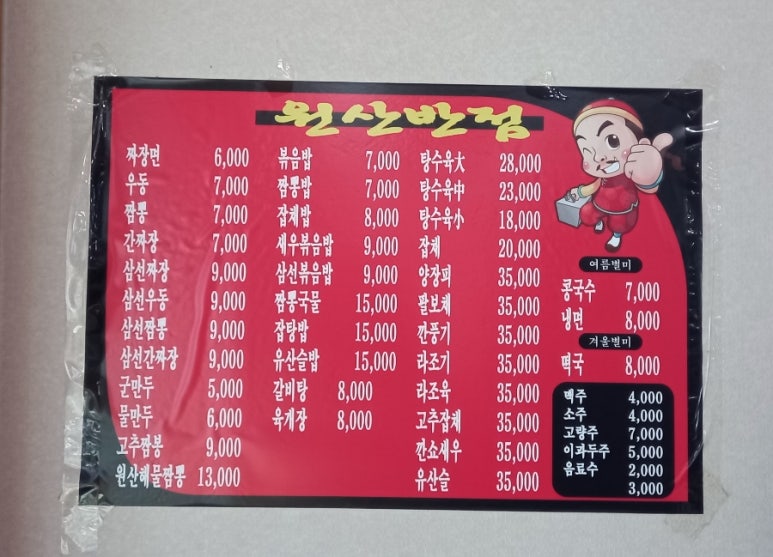 원산반점
짜장면 6,000
우동 7,000
짬뽕 7,000
간짜장 7,000
삼선짜장 9,000
삼선우동 9,000
삼선짬뽕 9,000
삼선간짜장 9,000
군만두 5,000
물만두 6,000
고추짬봉 9,000
원산해물짬뽕 13,000
볶음밥 7,000
짬뽕밥 7,000
잡채밥 8,000
새우볶음밥 9,000
삼선볶음밥 9,000
짬뽕국물 15,000
잡탕밥 15,000
유산슬밥 15,000
갈비탕 8,000
육개장 8,000
탕수육大 28,000
탕수육中 23,000
탕수육小 18,000
잡채 20,000
양장피 35,000
팔보채 35,000
깐풍기 35,000
라조기 35,000
라조육 35,000
고추잡채 35,000
깐쇼새우 35,000
유산슬 35,000
여름별미
콩국수 7,000
냉면 8,000
겨울별미
떡국 8,000
맥주 4,000
소주 4,000
고량주 7,000
이과두주 5,000
음료수 2,000
3,000